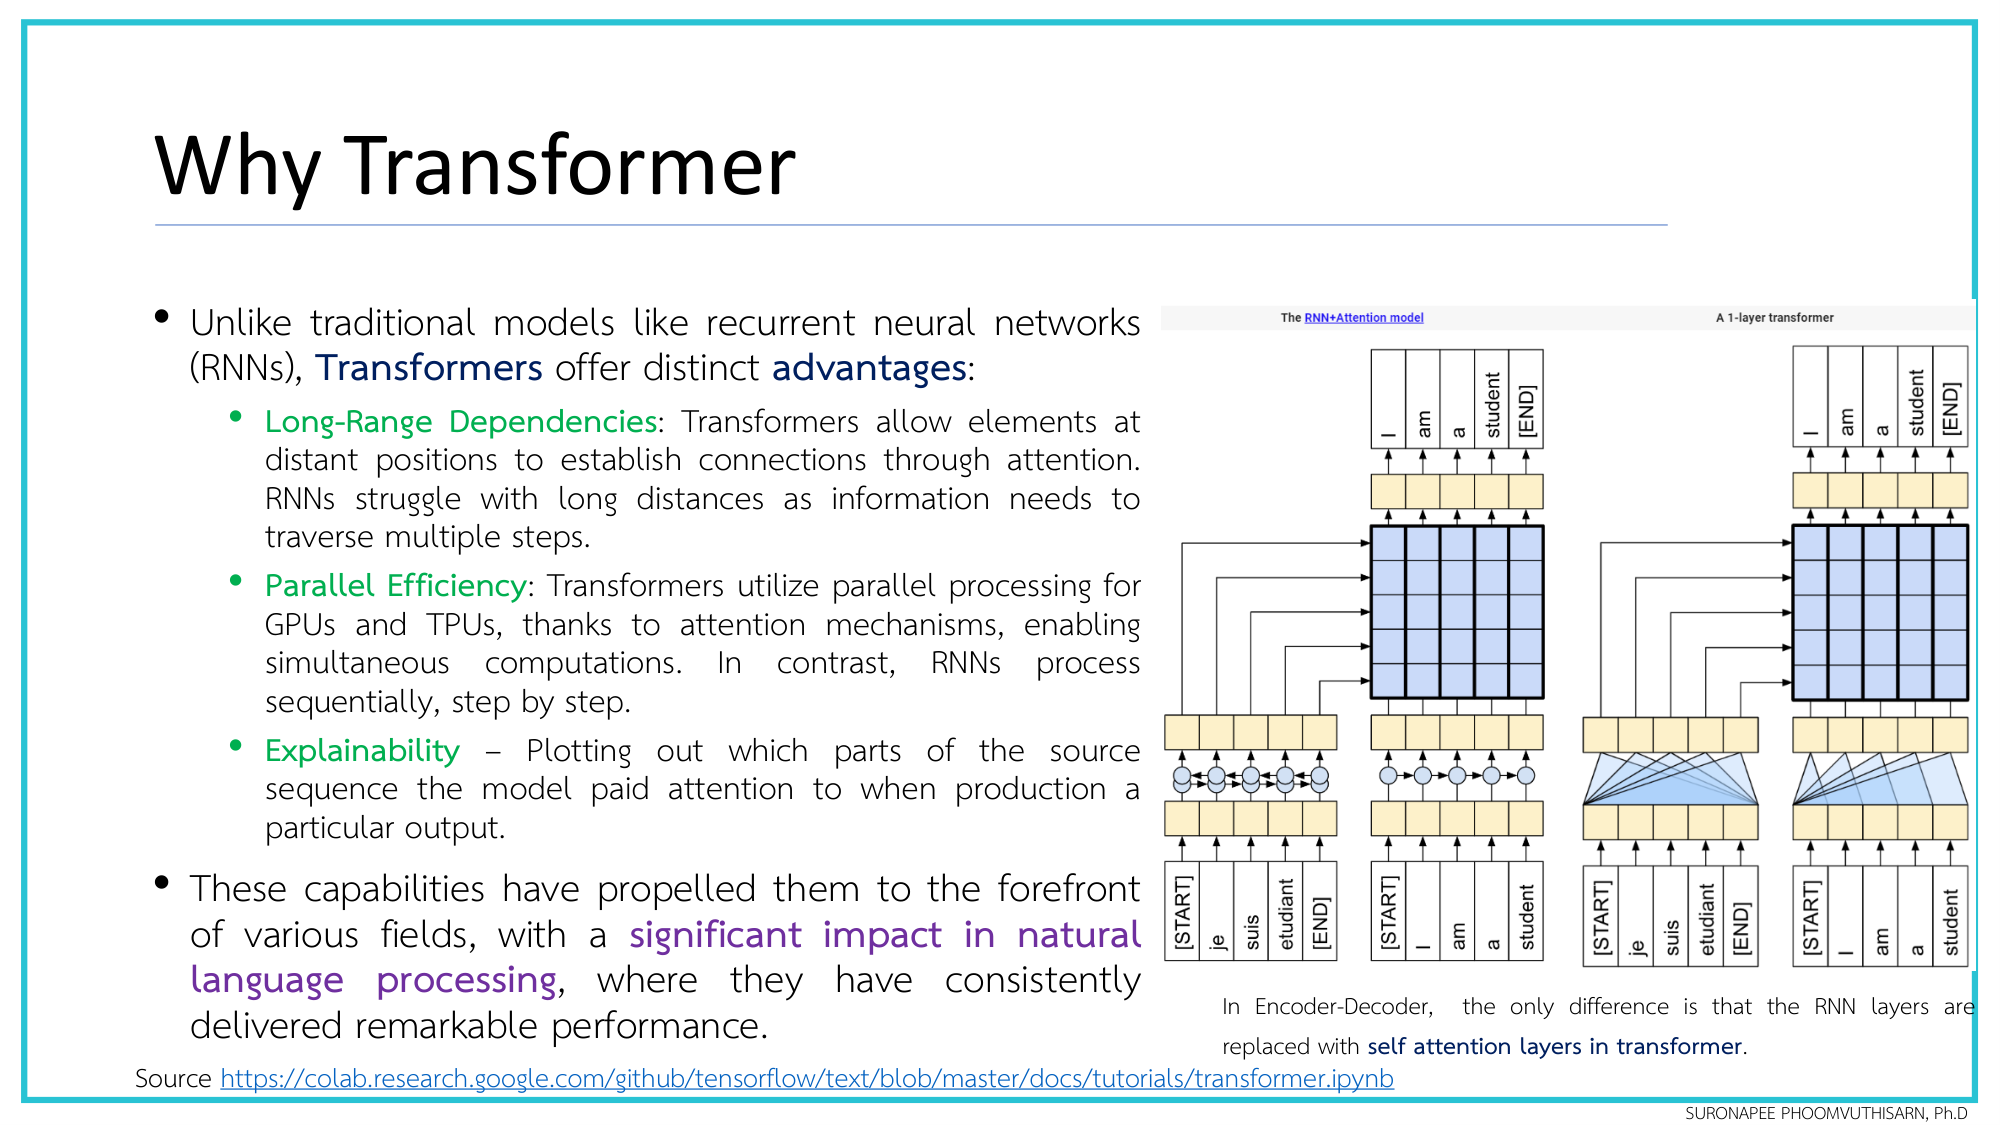 Why Transformer
• Unlike traditional models like recurrent neural networks
(RNNs), Transformers offer distinct advantages:
• Long-Range Dependencies: Transformers allow elements at
distant positions to establish connections through attention.
RNNs struggle with long distances as information needs to
traverse multiple steps.
• Parallel Efficiency: Transformers utilize parallel processing for
GPUs and TPUs, thanks to attention mechanisms, enabling
simultaneous computations. In contrast, RNNs process
sequentially, step by step.
• Explainability – Plotting out which parts of the source
sequence the model paid attention to when production a
particular output.
• These capabilities have propelled them to the forefront
of various fields, with a significant impact in natural
language processing, where they have consistently
delivered remarkable performance.
The RNN+Attention model
I am a student [END]
[START] je suis etudiant [END]
[START] I am a student
A 1-layer transformer
I am a student [END]
[START] je suis etudiant [END]
[START] I am a student
In Encoder-Decoder, the only difference is that the RNN layers are
replaced with self attention layers in transformer.
Source https://colab.research.google.com/github/tensorflow/text/blob/master/docs/tutorials/transformer.ipynb
SURONAPEE PHOOMVUTHISARN, Ph.D